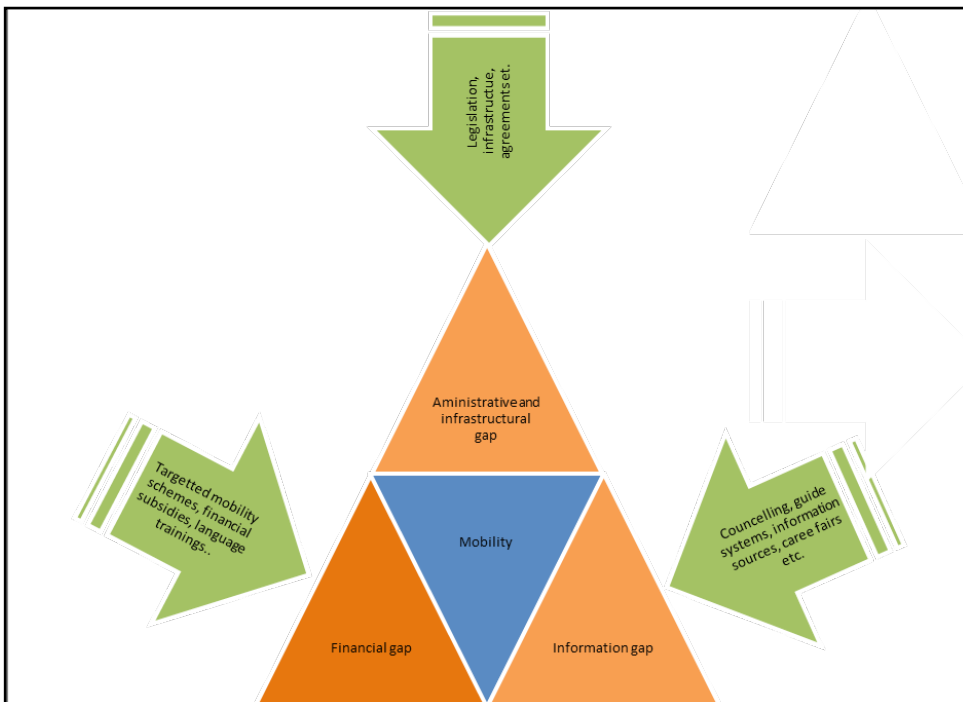 Legislation,
infrastructue,
agreements et.
Aministrative and
infrastructural
gap
Targetted mobility
schemes, financial
subsidies, language
trainings..
Mobility
Councelling, guide
systems, information
sources, caree fairs
etc.
Financial gap
Information gap